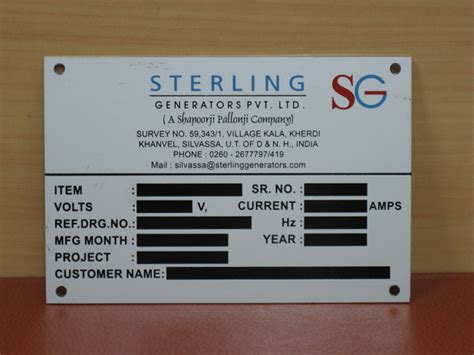 STERLING
GENERATORS PVT. LTD.
( A Shapoorji Pallonji Company)
SG
SURVEY NO. 59,343/1, VILLAGE KALA, KHERDI
KHANVEL, SILVASSA, U.T. OF D & N. H., INDIA
PHONE : 0260 - 2677797/419
Mail : silvassa@sterlinggenerators.com
ITEM : SR. NO. :
VOLTS : V, CURRENT : AMPS
REF.DRG.NO.: Hz :
MFG MONTH : YEAR :
PROJECT :
CUSTOMER NAME: